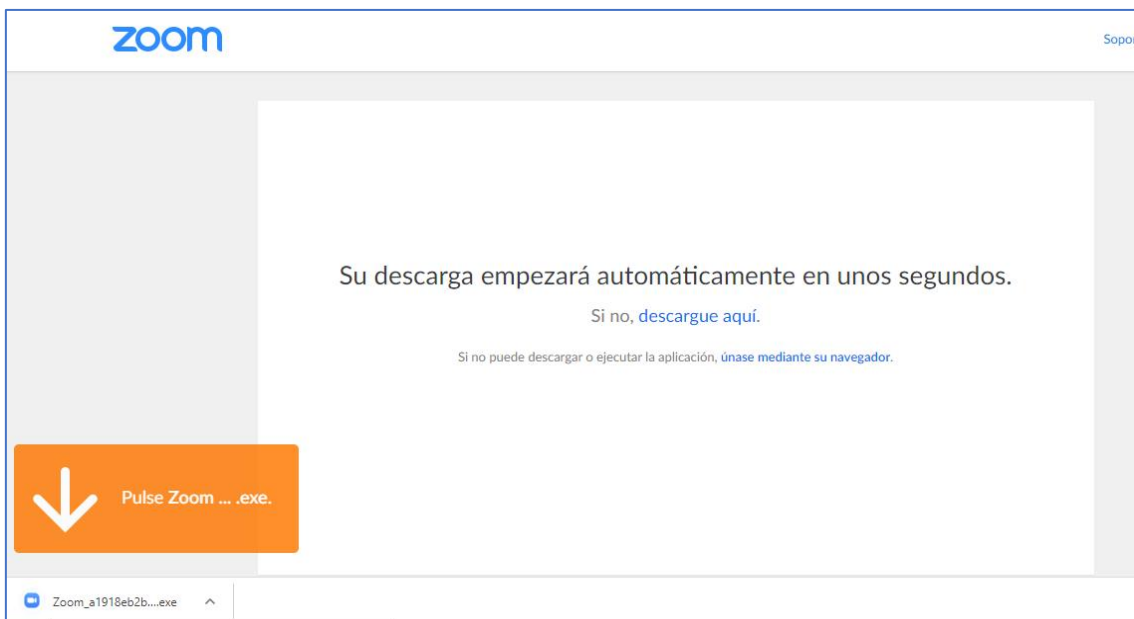 zoom
Sopor
Su descarga empezará automáticamente en unos segundos.
Si no, descargue aquí.
Si no puede descargar o ejecutar la aplicación, únase mediante su navegador.
Pulse Zoom ... .exe.
Zoom_a1918eb2b....exe